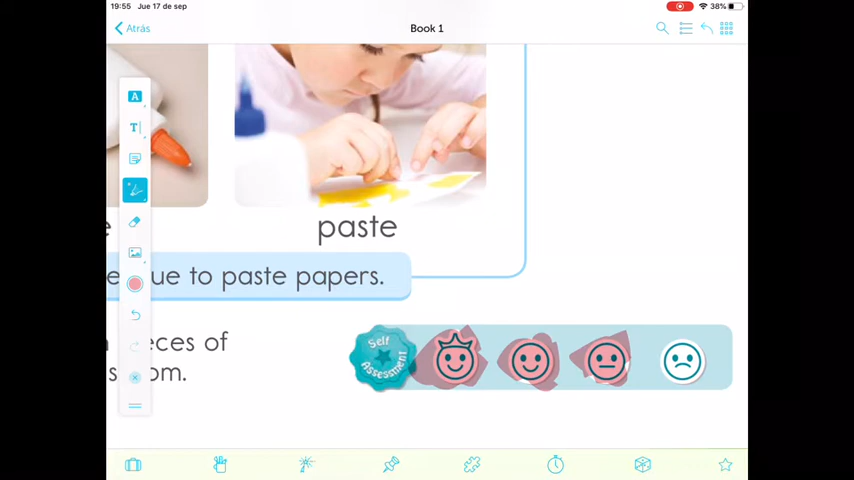 19:55 Jue 17 de sep
38%
Atrás
Book 1
A
T
paste
ue to paste papers.
eces of
om.
Self
Assessment